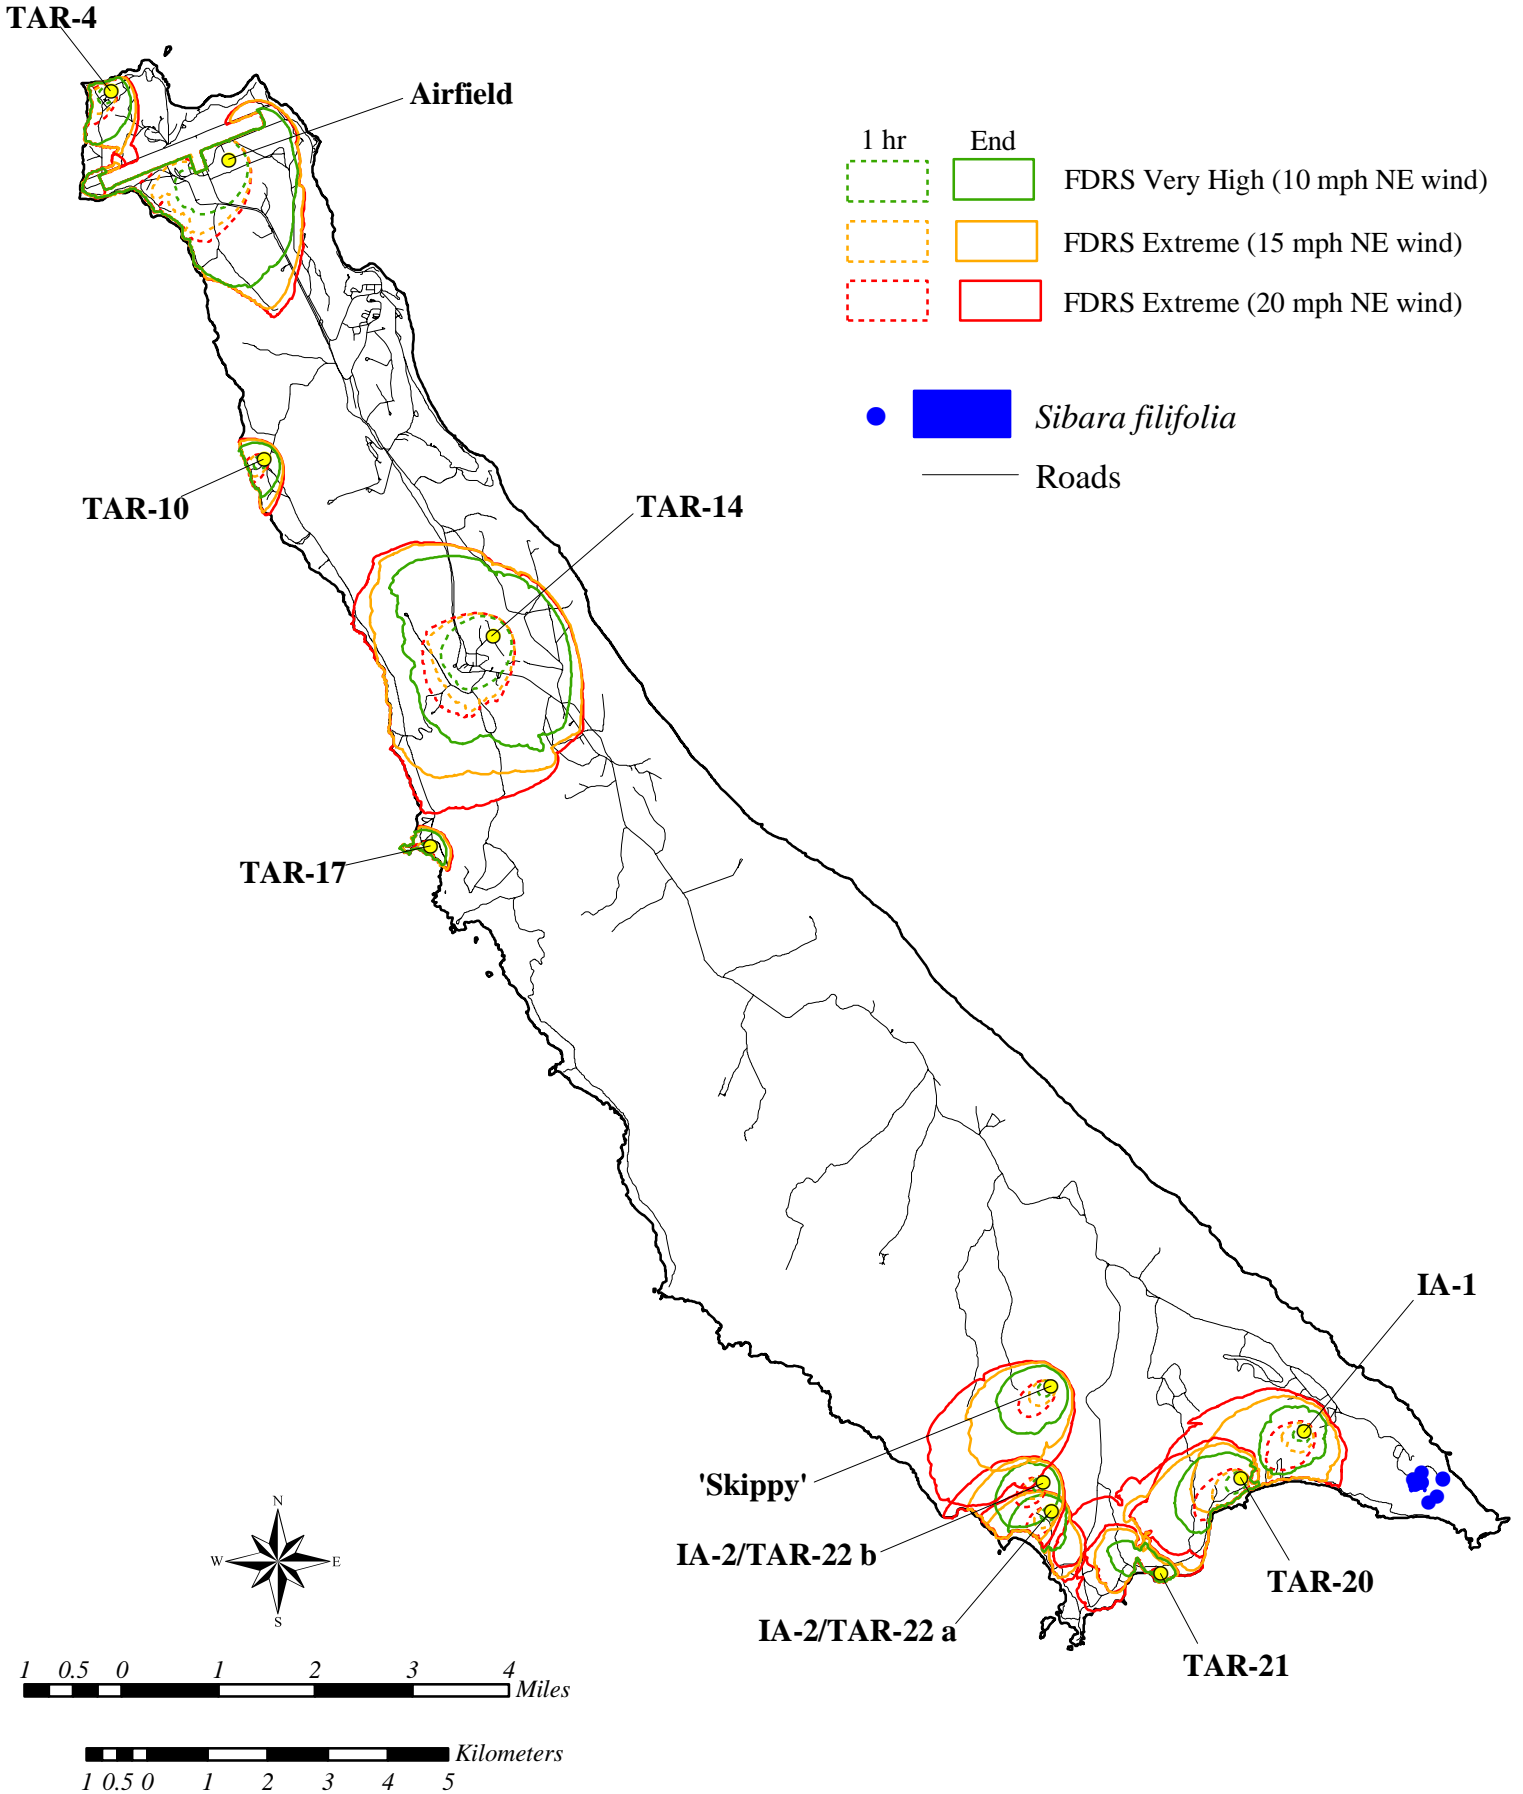 TAR-4
Airfield
1 hr End
FDRS Very High (10 mph NE wind)
FDRS Extreme (15 mph NE wind)
FDRS Extreme (20 mph NE wind)
Sibara filifolia
Roads
TAR-10
TAR-14
TAR-17
IA-1
'Skippy'
IA-2/TAR-22 b
TAR-20
IA-2/TAR-22 a
TAR-21
N
W E
S
1 0.5 0 1 2 3 4
Miles
Kilometers
1 0.5 0 1 2 3 4 5